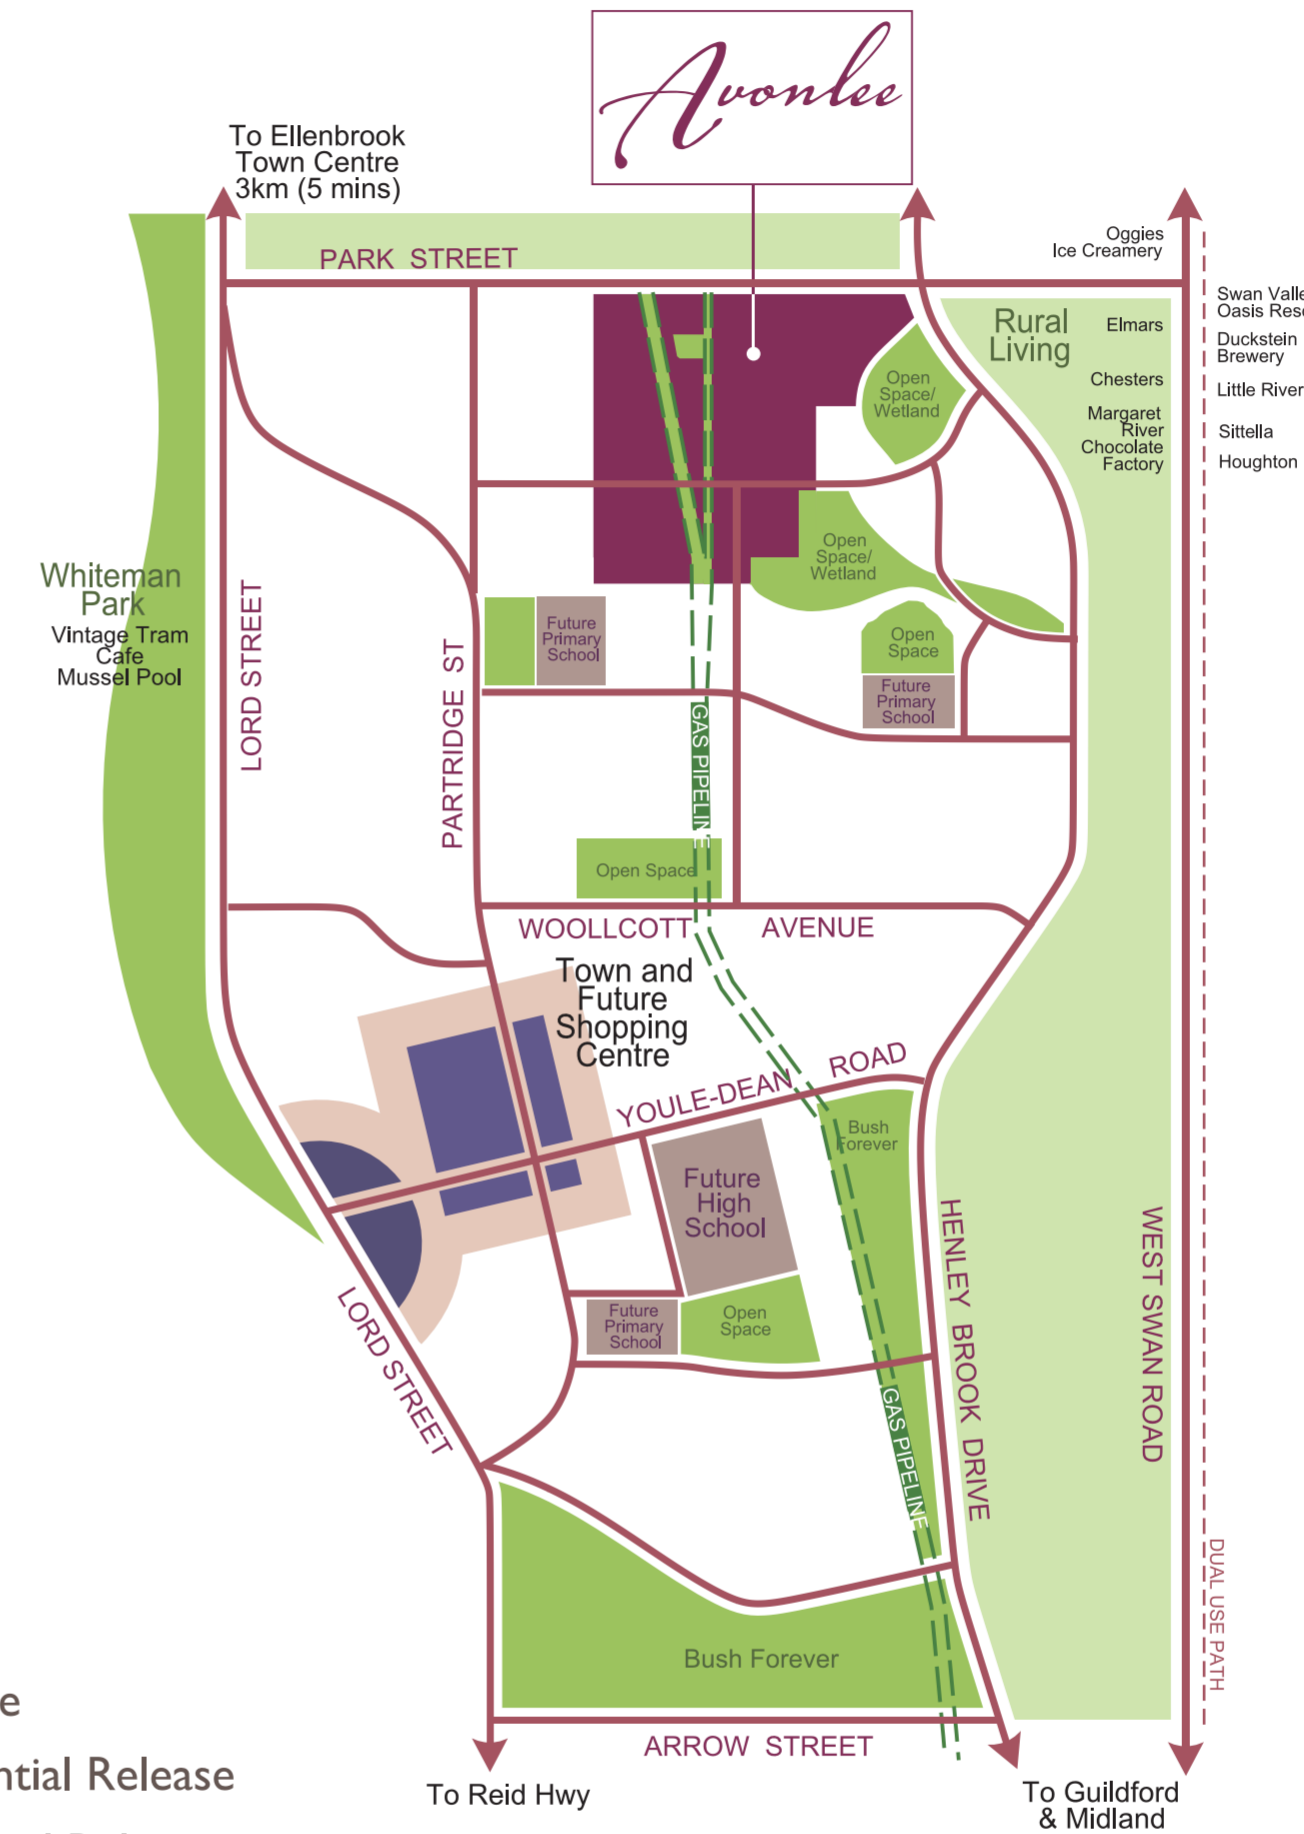 Avonlee
To Ellenbrook
Town Centre
3km (5 mins)
PARK STREET
Oggies
Ice Creamery
Rural
Living
Elmars
Chesters
Margaret
River
Chocolate
Factory
Swan Valle
Oasis Reso
Duckstein
Brewery
Little River
Sittella
Houghton
Open
Space/
Wetland
Open
Space/
Wetland
Whiteman
Park
Vintage Tram
Cafe
Mussel Pool
LORD STREET
PARTRIDGE ST
Future
Primary
School
Open
Space
Future
Primary
School
GAS PIPELINE
Open Space
WOOLLCOTT AVENUE
Town and
Future
Shopping
Centre
YOULE-DEAN ROAD
Bush
Forever
Future
High
School
HENLEY BROOK DRIVE
WEST SWAN ROAD
LORD STREET
Future
Primary
School
Open
Space
GAS PIPELINE
DUAL USE PATH
Bush Forever
e
ntial Release
ARROW STREET
To Reid Hwy
To Guildford
& Midland